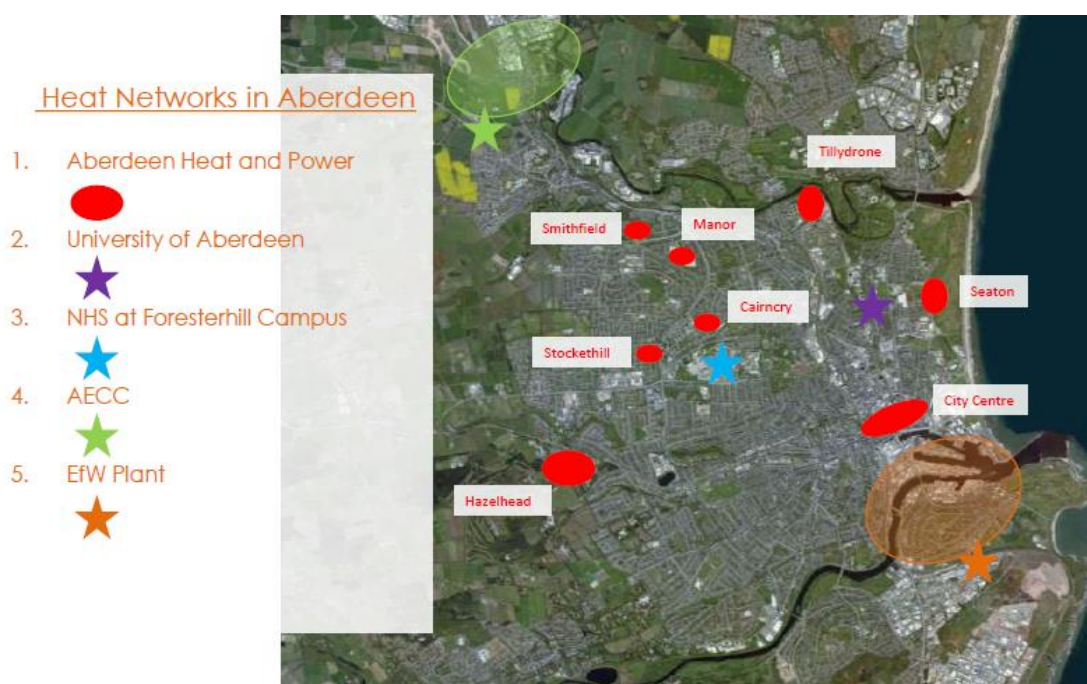 Heat Networks in Aberdeen
1. Aberdeen Heat and Power
2. University of Aberdeen
3. NHS at Foresterhill Campus
4. AECC
5. EfW Plant
Tillydrone
Smithfield
Manor
Seaton
Cairncry
Stockethill
City Centre
Hazelhead